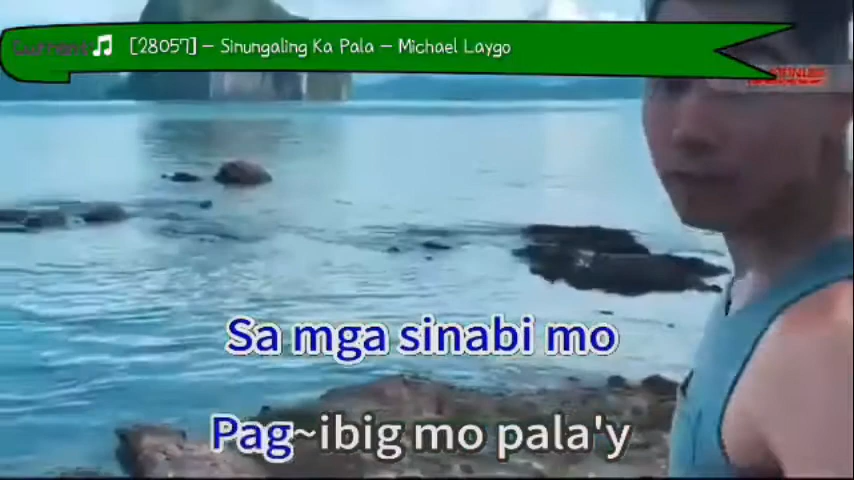 Current♫ [28057] – Sinungaling Ka Pala – Michael Laygo
Sa mga sinabi mo
Pag~ibig mo pala'y